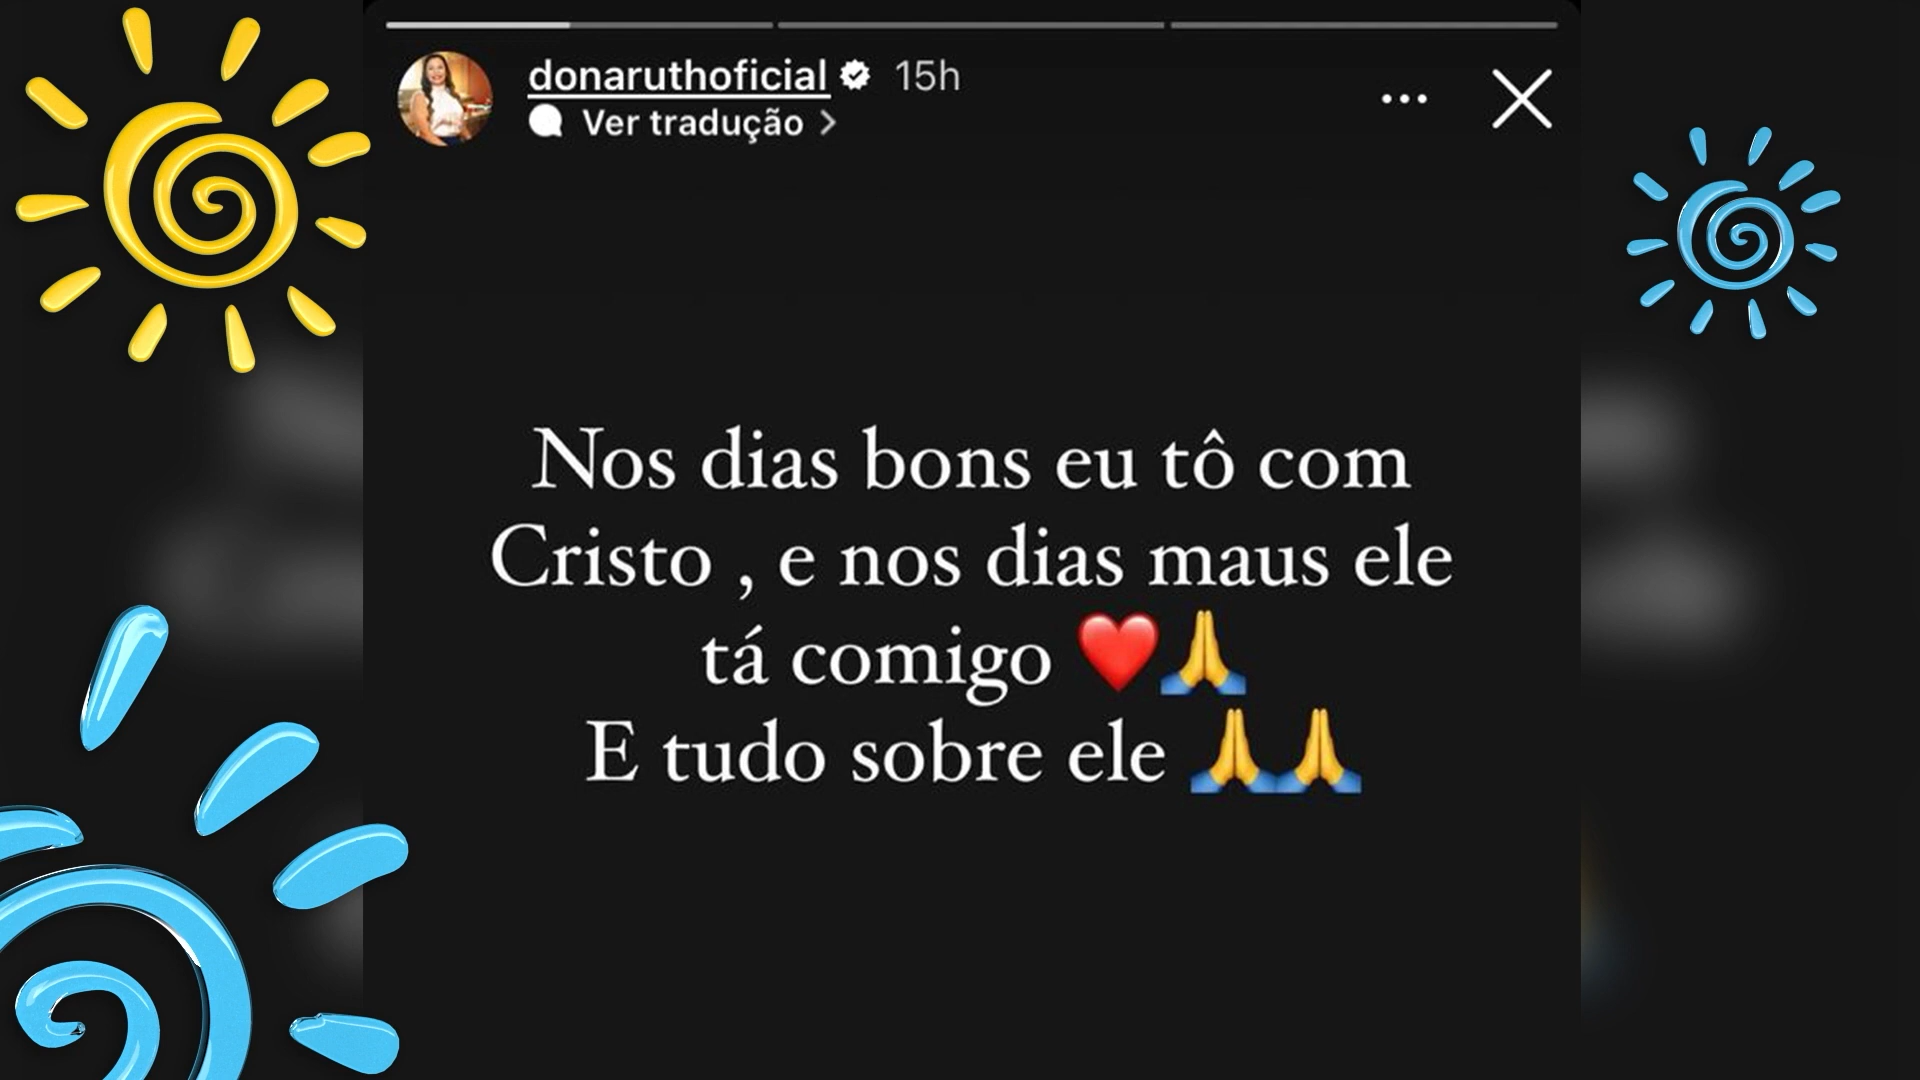 donaruthoficial 15h
Ver tradução
Nos dias bons eu tô com
Cristo , e nos dias maus ele
tá comigo ❤️🙏
E tudo sobre ele 🙏🙏